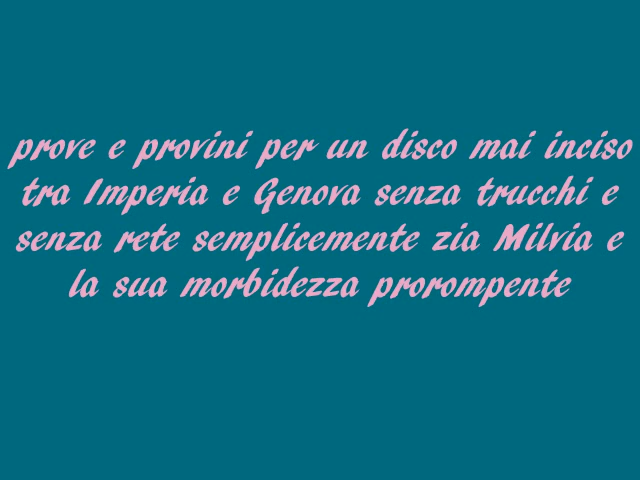 prove e provini per un disco mai inciso
tra Imperia e Genova senza trucchi e
senza rete semplicemente zia Milvia e
la sua morbidezza prorompente